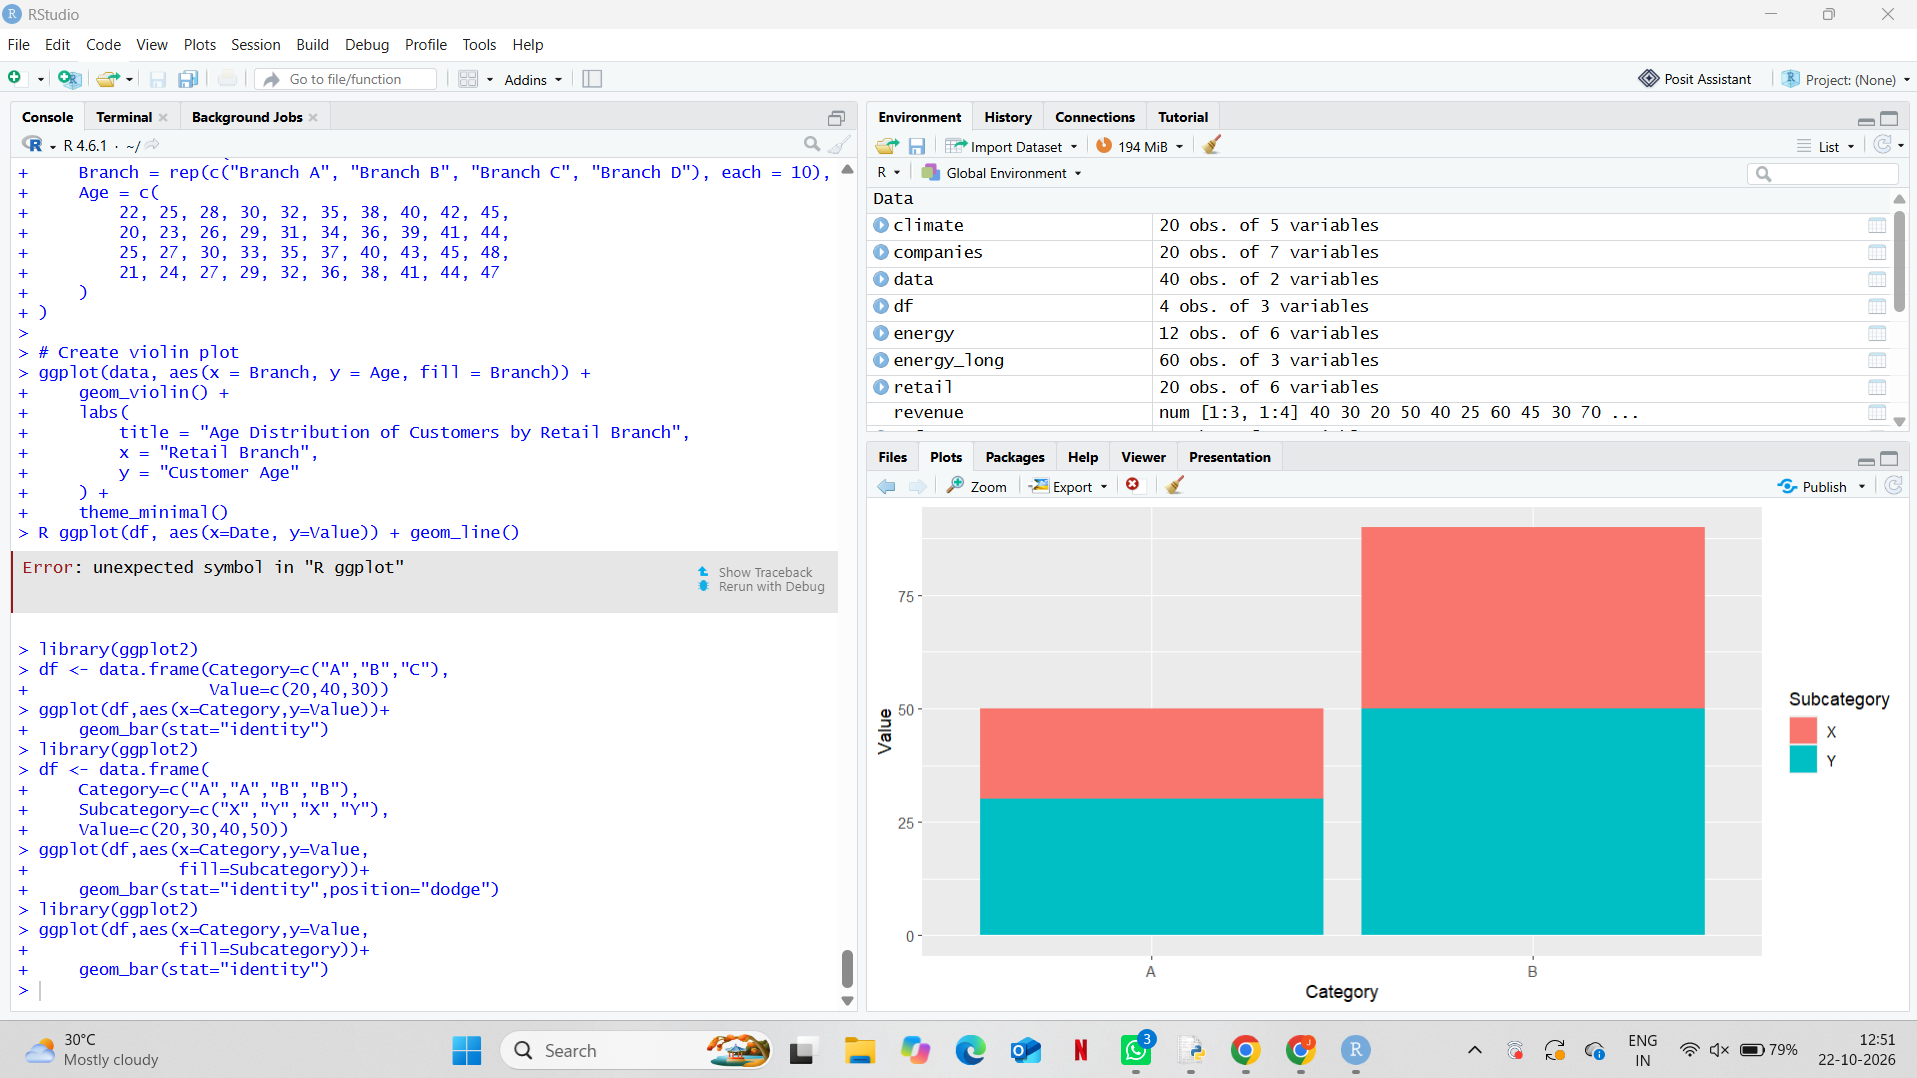 RStudio
File Edit Code View Plots Session Build Debug Profile Tools Help
Go to file/function
Addins
Posit Assistant
Project: (None)
Console Terminal Background Jobs
R 4.6.1 · ~/
+     Branch = rep(c("Branch A", "Branch B", "Branch C", "Branch D"), each = 10),
+     Age = c(
+         22, 25, 28, 30, 32, 35, 38, 40, 42, 45,
+         20, 23, 26, 29, 31, 34, 36, 39, 41, 44,
+         25, 27, 30, 33, 35, 37, 40, 43, 45, 48,
+         21, 24, 27, 29, 32, 36, 38, 41, 44, 47
+     )
+ )
>
> # Create violin plot
> ggplot(data, aes(x = Branch, y = Age, fill = Branch)) +
+     geom_violin() +
+     labs(
+         title = "Age Distribution of Customers by Retail Branch",
+         x = "Retail Branch",
+         y = "Customer Age"
+     ) +
+     theme_minimal()
> R ggplot(df, aes(x=Date, y=Value)) + geom_line()
Error: unexpected symbol in "R ggplot"
Show Traceback
Rerun with Debug
> library(ggplot2)
> df <- data.frame(Category=c("A","B","C"),
+                  Value=c(20,40,30))
> ggplot(df,aes(x=Category,y=Value))+
+     geom_bar(stat="identity")
> library(ggplot2)
> df <- data.frame(
+     Category=c("A","A","B","B"),
+     Subcategory=c("X","Y","X","Y"),
+     Value=c(20,30,40,50))
> ggplot(df,aes(x=Category,y=Value,
+               fill=Subcategory))+
+     geom_bar(stat="identity",position="dodge")
> library(ggplot2)
> ggplot(df,aes(x=Category,y=Value,
+               fill=Subcategory))+
+     geom_bar(stat="identity")
>
Environment History Connections Tutorial
Import Dataset 194 MiB List
R Global Environment
Data
climate 20 obs. of 5 variables
companies 20 obs. of 7 variables
data 40 obs. of 2 variables
df 4 obs. of 3 variables
energy 12 obs. of 6 variables
energy_long 60 obs. of 3 variables
retail 20 obs. of 6 variables
revenue num [1:3, 1:4] 40 30 20 50 40 25 60 45 30 70 ...
Files Plots Packages Help Viewer Presentation
Zoom Export Publish
Value
75
50
25
0
A B
Category
Subcategory
X
Y
30°C
Mostly cloudy
Search
3
ENG
IN
79%
12:51
22-10-2026